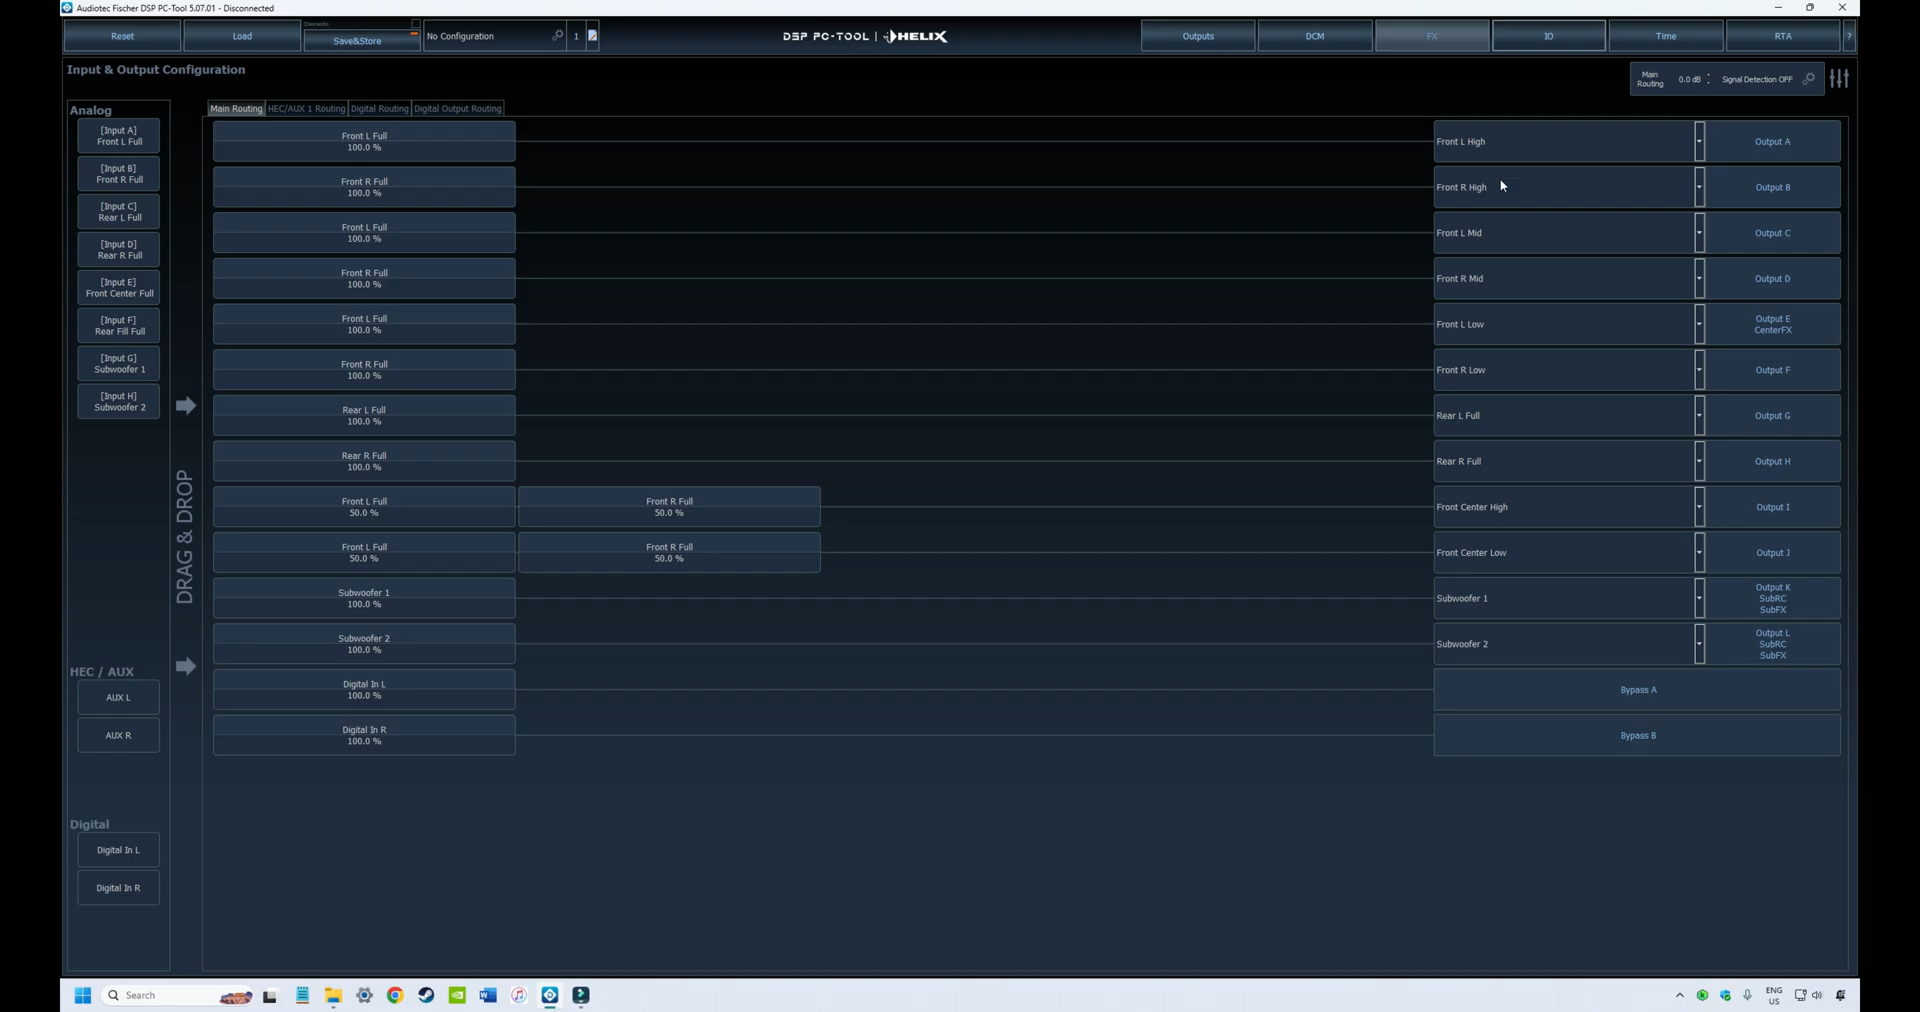 Audiotec Fischer DSP PC-Tool 5.07.01 - Disconnected
Reset
Load
Overwrite
Save&Store
No Configuration
1
DSP PC-TOOL | HELIX
Outputs
DCM
FX
IO
Time
RTA
?
Input & Output Configuration
Main
Routing
0.0 dB
Signal Detection OFF
Analog
[Input A]
Front L Full
[Input B]
Front R Full
[Input C]
Rear L Full
[Input D]
Rear R Full
[Input E]
Front Center Full
[Input F]
Rear Fill Full
[Input G]
Subwoofer 1
[Input H]
Subwoofer 2
DRAG & DROP
HEC / AUX
AUX L
AUX R
Digital
Digital In L
Digital In R
Main Routing
HEC/AUX 1 Routing
Digital Routing
Digital Output Routing
Front L Full
100.0 %
Front L High
Output A
Front R Full
100.0 %
Front R High
Output B
Front L Full
100.0 %
Front L Mid
Output C
Front R Full
100.0 %
Front R Mid
Output D
Front L Full
100.0 %
Front L Low
Output E
CenterFX
Front R Full
100.0 %
Front R Low
Output F
Rear L Full
100.0 %
Rear L Full
Output G
Rear R Full
100.0 %
Rear R Full
Output H
Front L Full
50.0 %
Front R Full
50.0 %
Front Center High
Output I
Front L Full
50.0 %
Front R Full
50.0 %
Front Center Low
Output J
Subwoofer 1
100.0 %
Subwoofer 1
Output K
SubRC
SubFX
Subwoofer 2
100.0 %
Subwoofer 2
Output L
SubRC
SubFX
Digital In L
100.0 %
Bypass A
Digital In R
100.0 %
Bypass B
Search
ENG
US